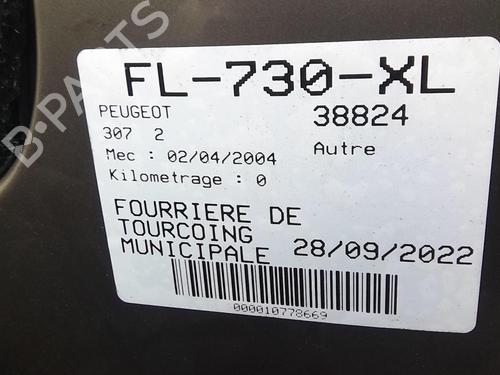 FL-730-XL
PEUGEOT 38824
307 2
Mec : 02/04/2004 Autre
Kilometrage : 0
FOURRIERE DE
TOURCOING
MUNICIPALE 28/09/2022
000010778669
B-PARTS